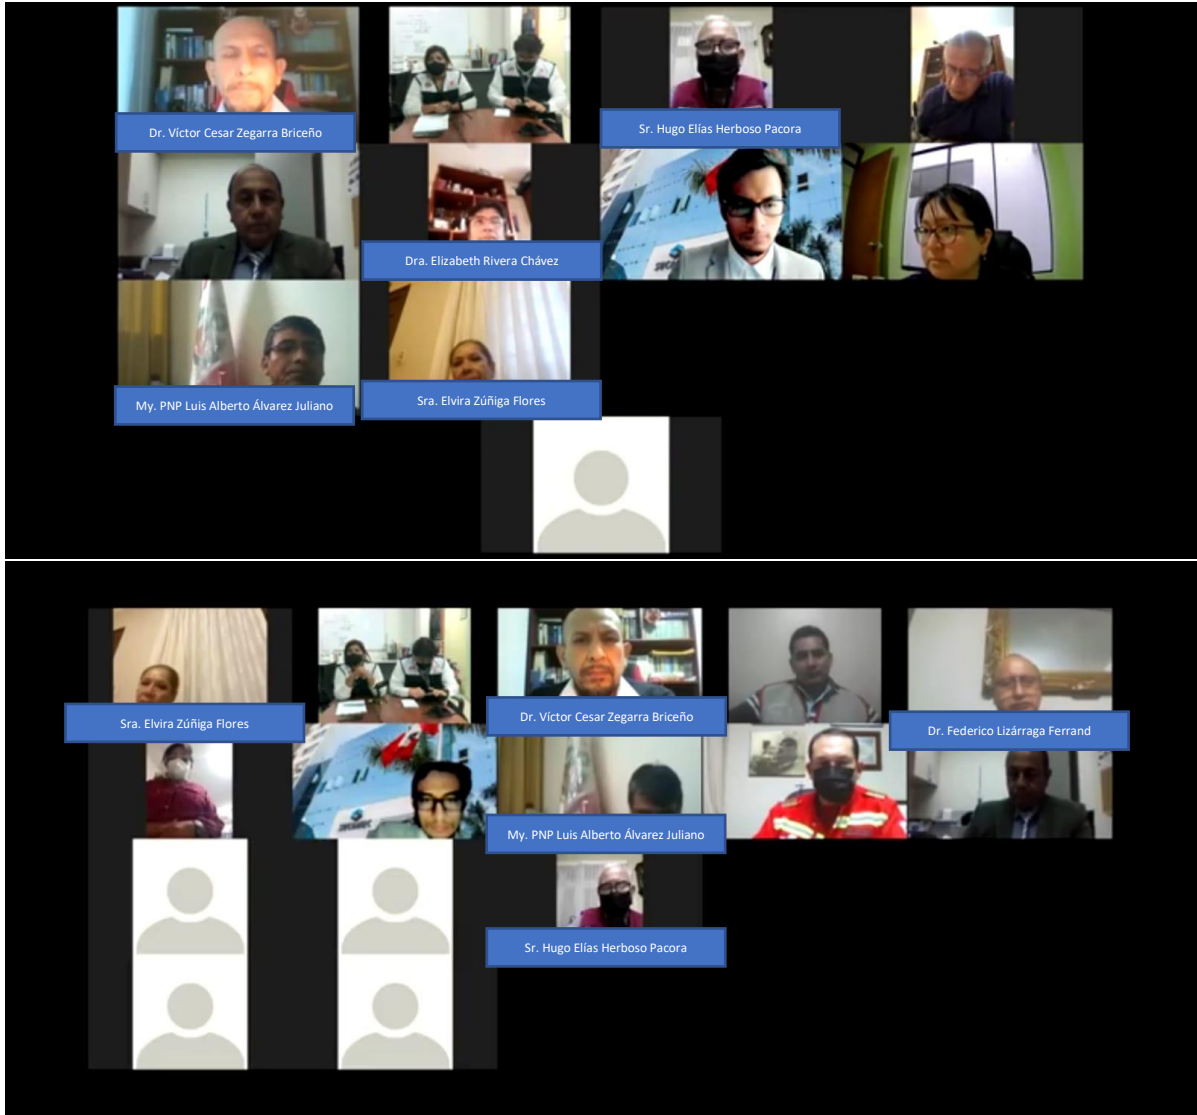 Dr. Víctor Cesar Zegarra Briceño
Sr. Hugo Elías Herboso Pacora
Dra. Elizabeth Rivera Chávez
My. PNP Luis Alberto Álvarez Juliano
Sra. Elvira Zúñiga Flores
Sra. Elvira Zúñiga Flores
Dr. Víctor Cesar Zegarra Briceño
Dr. Federico Lizárraga Ferrand
My. PNP Luis Alberto Álvarez Juliano
Sr. Hugo Elías Herboso Pacora